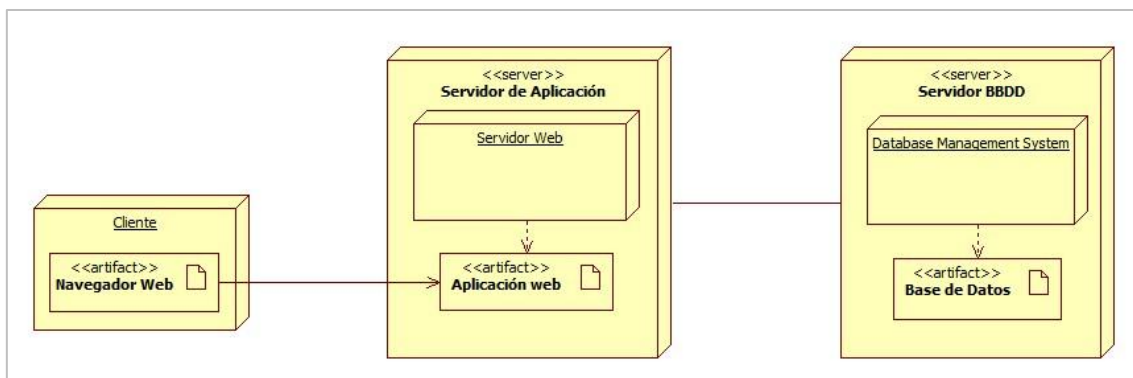 Cliente
<<artifact>>
Navegador Web
<<server>>
Servidor de Aplicación
Servidor Web
<<artifact>>
Aplicación web
<<server>>
Servidor BBDD
Database Management System
<<artifact>>
Base de Datos